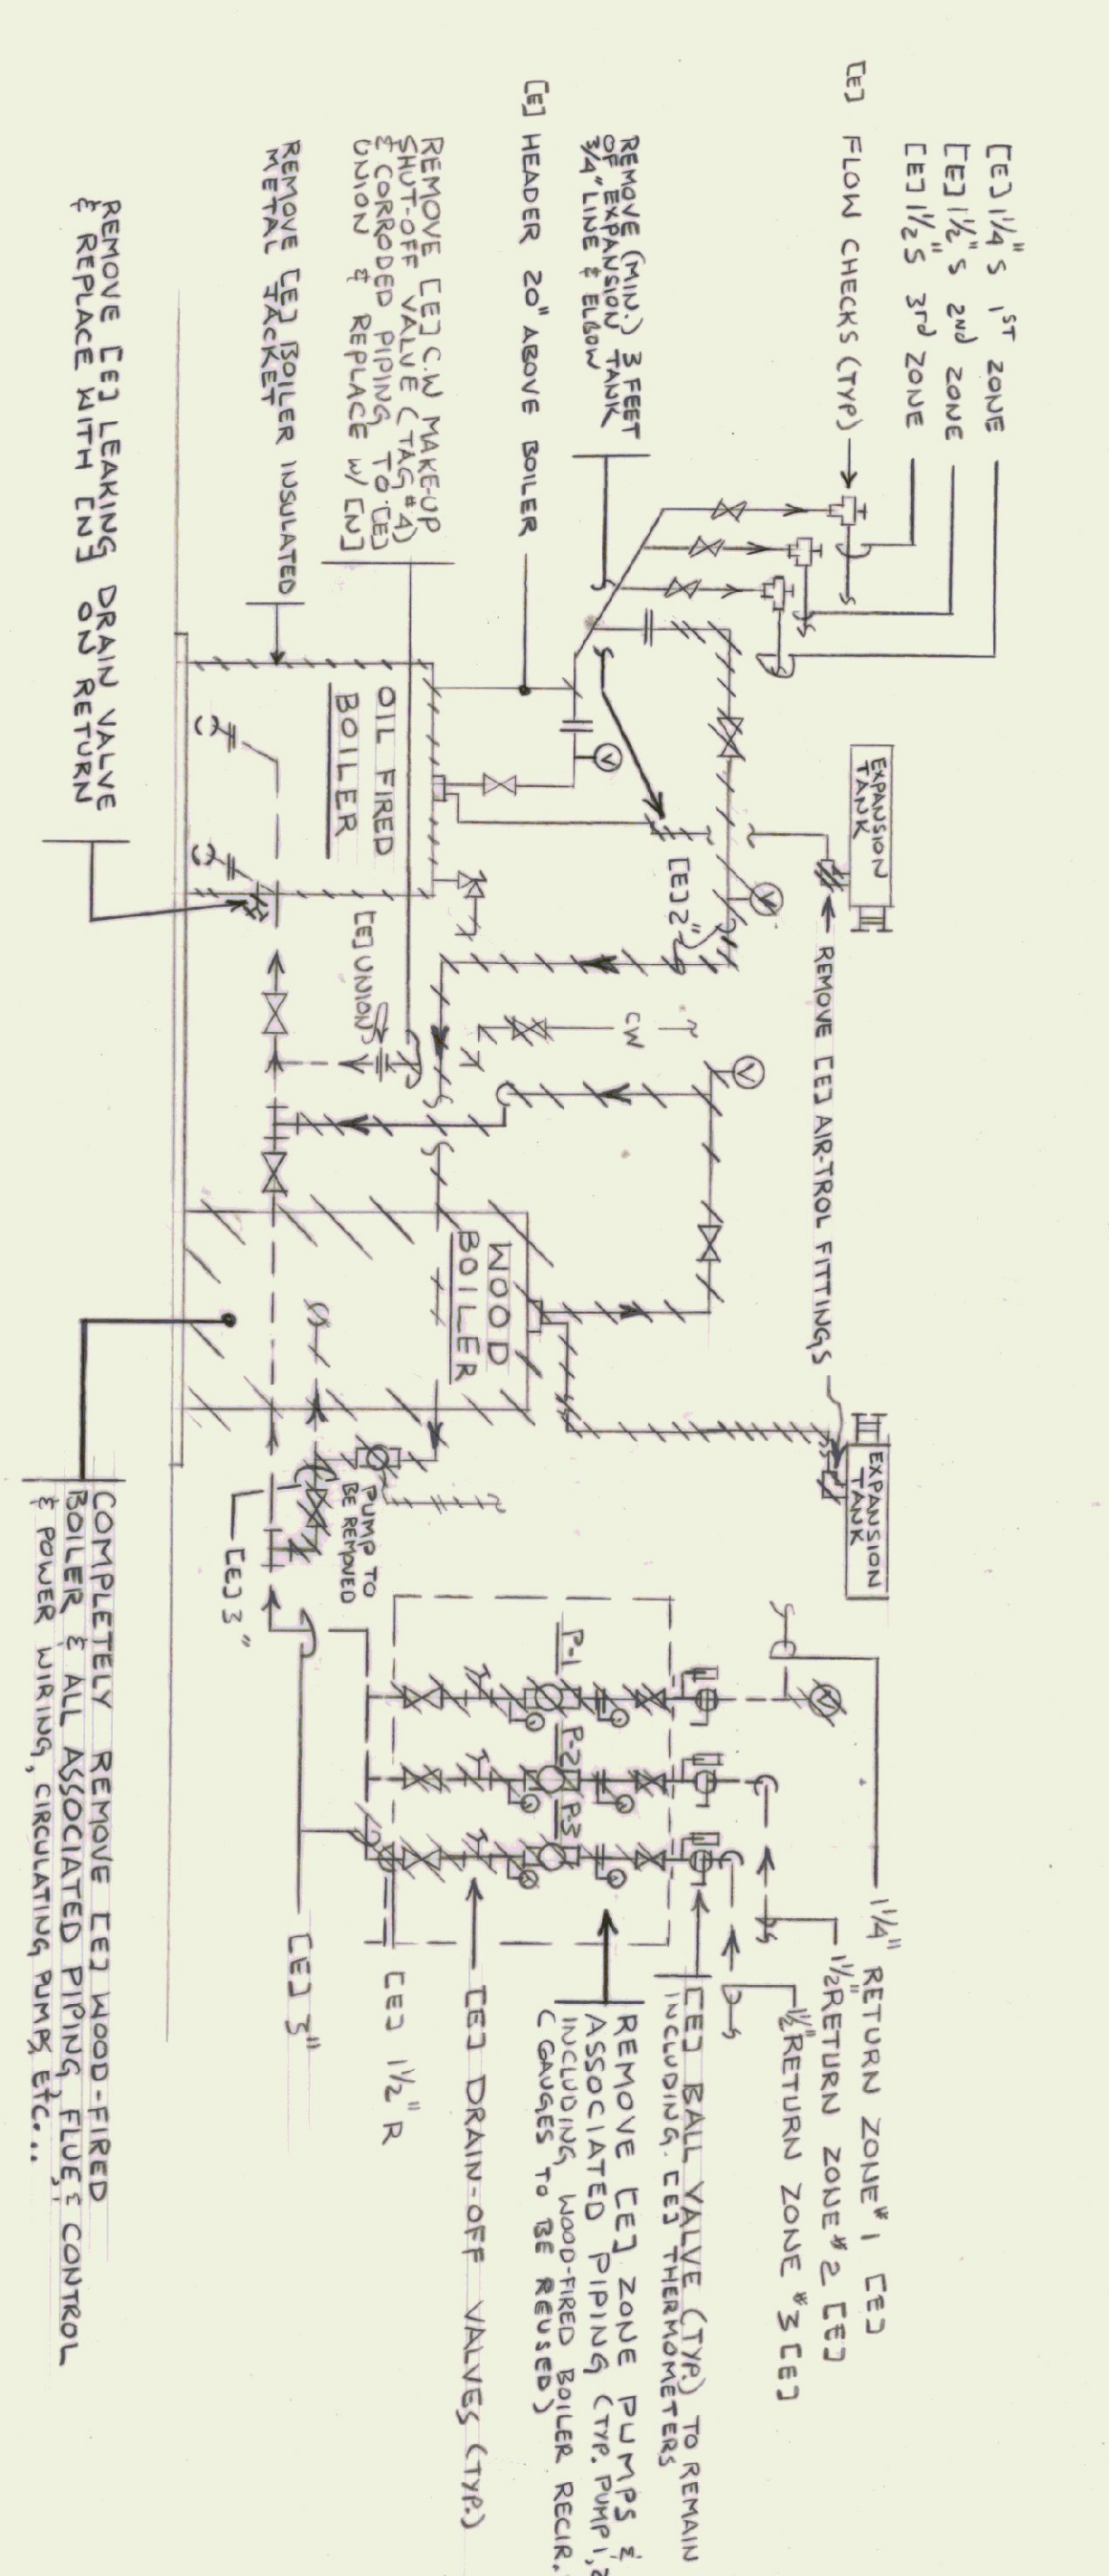 [E] 1¼" S 1ST ZONE
[E] 1½" S 2nd ZONE
[E] 1½" S 3rd ZONE
[E] FLOW CHECKS (TYP)
REMOVE (MIN.) 3 FEET
OF EXPANSION TANK
¾" LINE & ELBOW
[E] HEADER 20" ABOVE BOILER
REMOVE [E] C.W MAKE-UP
SHUT-OFF VALVE (TAG #4)
& CORRODED PIPING TO [E]
UNION & REPLACE W/ [N]
REMOVE [E] BOILER INSULATED
METAL JACKET
REMOVE [E] LEAKING DRAIN VALVE
& REPLACE WITH [N] ON RETURN
EXPANSION
TANK
V
V
[E] 2"
OIL FIRED
BOILER
[E] UNION
CW
V
REMOVE [E] AIR-TROL FITTINGS
WOOD
BOILER
EXPANSION
TANK
PUMP TO
BE REMOVED
[E] 3"
COMPLETELY REMOVE [E] WOOD-FIRED
BOILER & ALL ASSOCIATED PIPING, FLUE & CONTROL
& POWER WIRING, CIRCULATING PUMPS, ETC...
V
P-1
P-2
P-3
1¼" RETURN ZONE #1 [E]
1½" RETURN ZONE #2 [E]
1½" RETURN ZONE #3 [E]
[E] BALL VALVE (TYP.) TO REMAIN
INCLUDING [E] THERMOMETERS
REMOVE [E] ZONE PUMPS &
ASSOCIATED PIPING (TYP. PUMP 1, 2
INCLUDING WOOD-FIRED BOILER RECIR.
(GAUGES TO BE REUSED)
[E] DRAIN-OFF VALVES (TYP.)
[E] 1½" R
[E] 3"